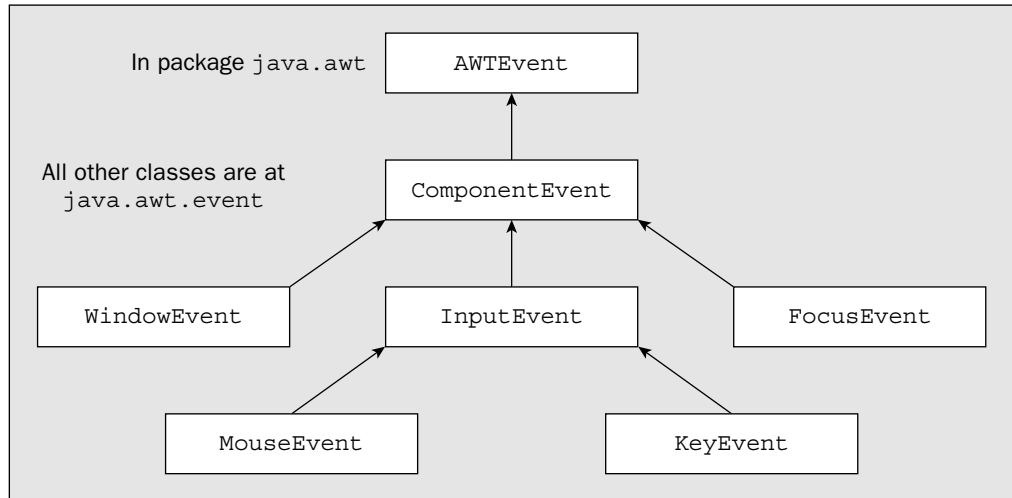 In package java.awt
AWTEvent
All other classes are at
java.awt.event
ComponentEvent
WindowEvent
InputEvent
FocusEvent
MouseEvent
KeyEvent